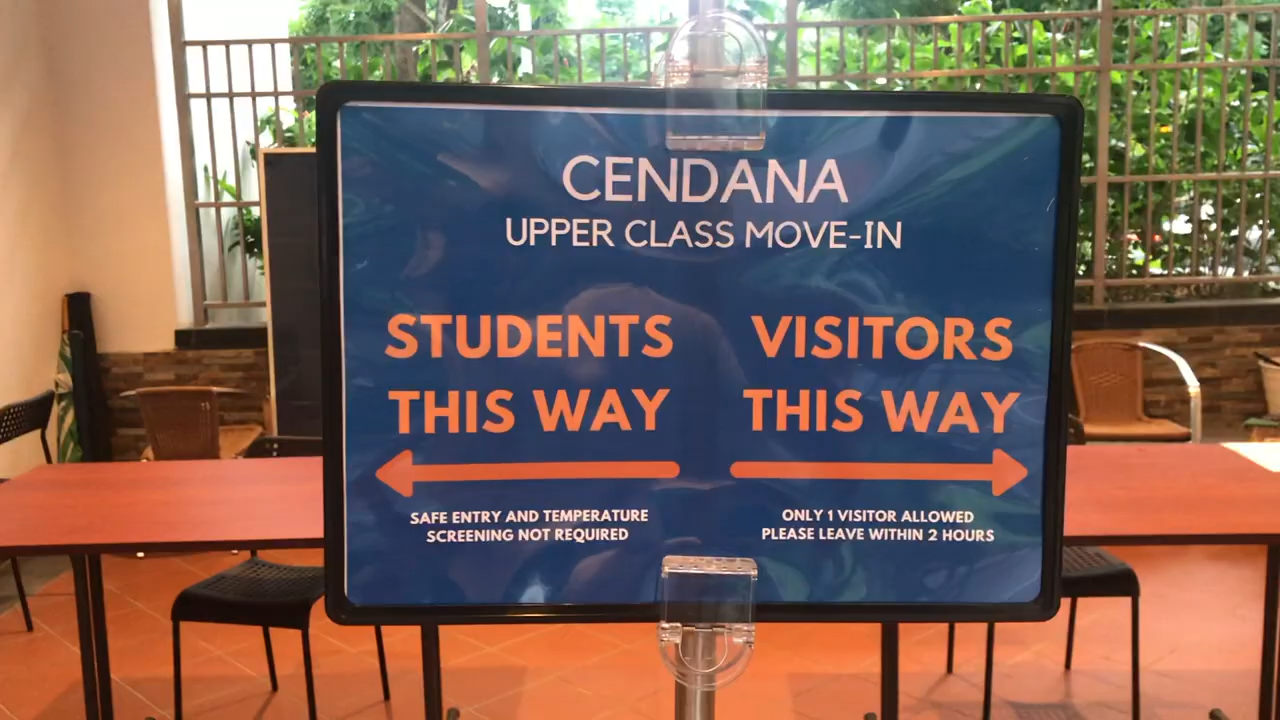 CENDANA
UPPER CLASS MOVE-IN
STUDENTS
THIS WAY
SAFE ENTRY AND TEMPERATURE
SCREENING NOT REQUIRED
VISITORS
THIS WAY
ONLY 1 VISITOR ALLOWED
PLEASE LEAVE WITHIN 2 HOURS